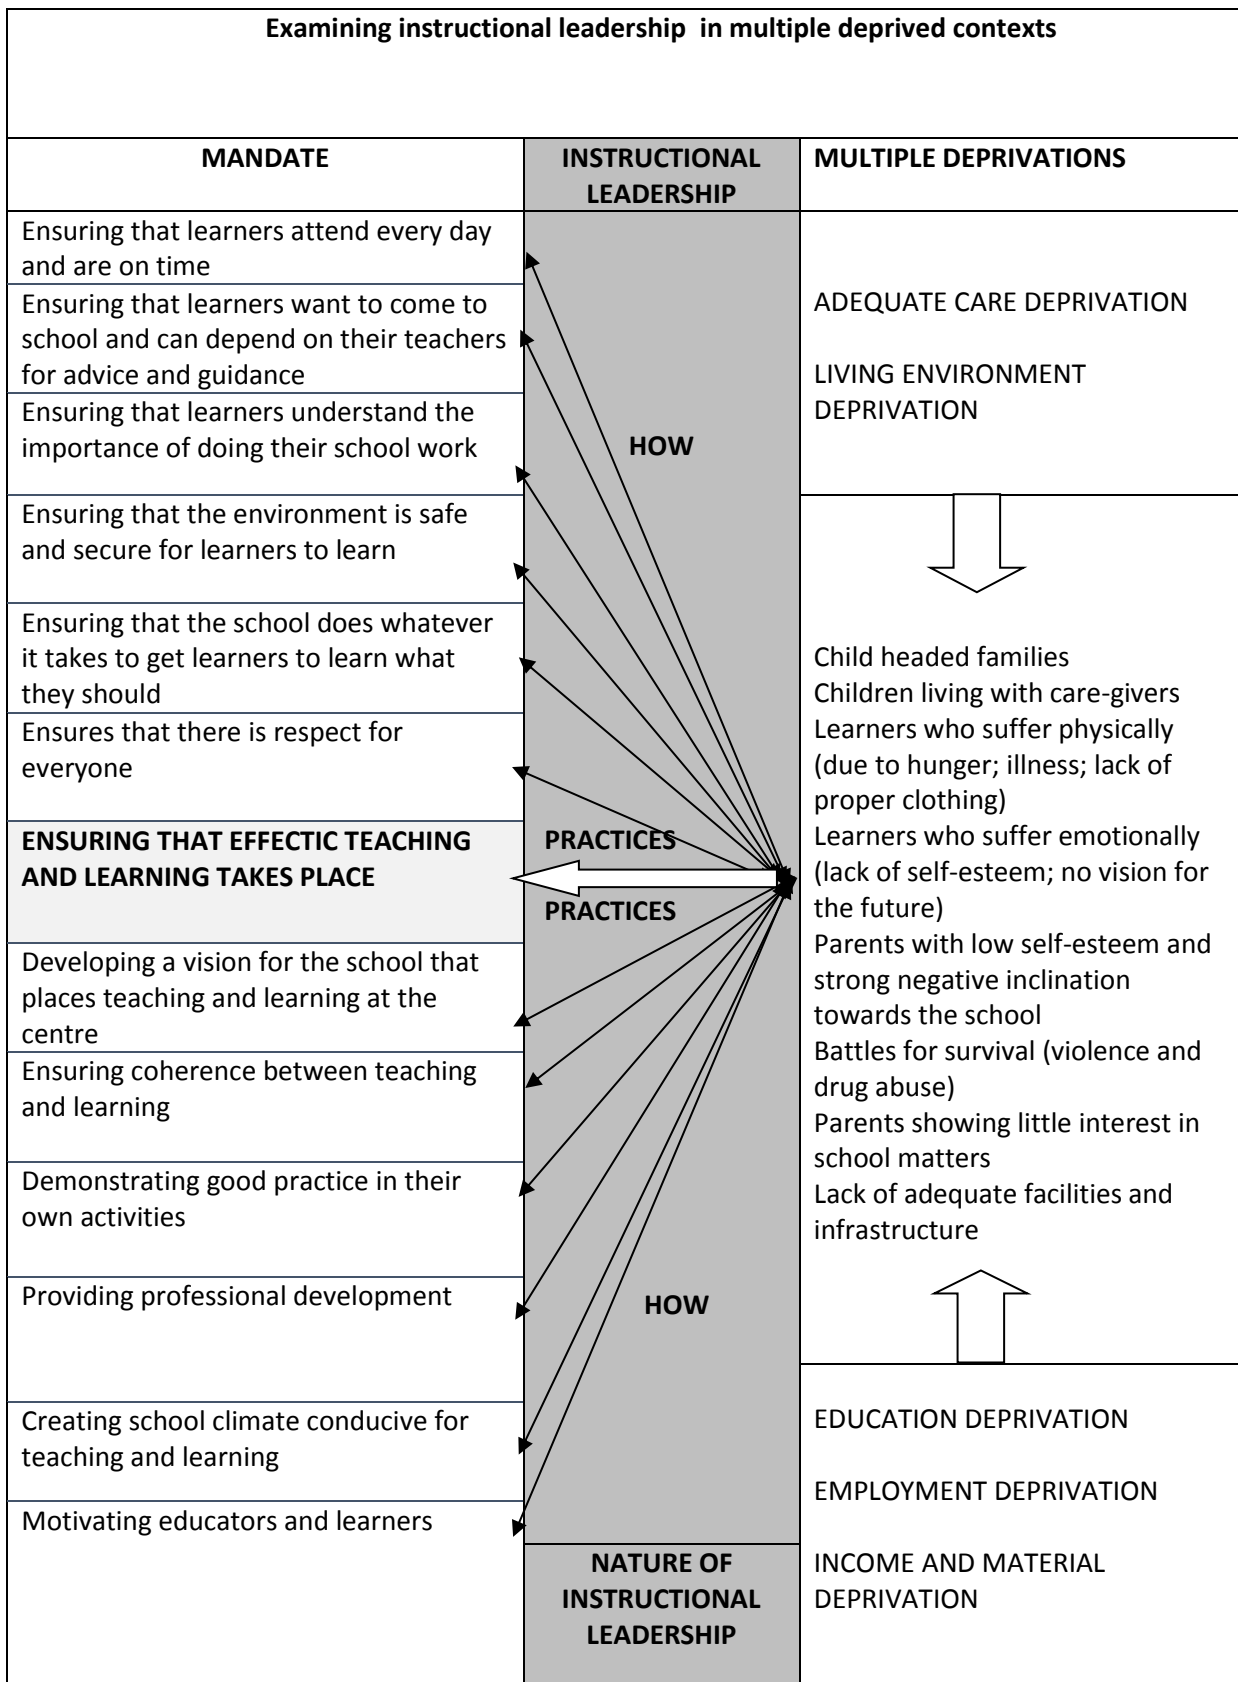 Examining instructional leadership in multiple deprived contexts
MANDATE
INSTRUCTIONAL
LEADERSHIP
MULTIPLE DEPRIVATIONS
Ensuring that learners attend every day
and are on time
Ensuring that learners want to come to
school and can depend on their teachers
for advice and guidance
Ensuring that learners understand the
importance of doing their school work
Ensuring that the environment is safe
and secure for learners to learn
Ensuring that the school does whatever
it takes to get learners to learn what
they should
Ensures that there is respect for
everyone
ENSURING THAT EFFECTIC TEACHING
AND LEARNING TAKES PLACE
Developing a vision for the school that
places teaching and learning at the
centre
Ensuring coherence between teaching
and learning
Demonstrating good practice in their
own activities
Providing professional development
Creating school climate conducive for
teaching and learning
Motivating educators and learners
HOW
PRACTICES
PRACTICES
HOW
NATURE OF
INSTRUCTIONAL
LEADERSHIP
ADEQUATE CARE DEPRIVATION
LIVING ENVIRONMENT
DEPRIVATION
Child headed families
Children living with care-givers
Learners who suffer physically
(due to hunger; illness; lack of
proper clothing)
Learners who suffer emotionally
(lack of self-esteem; no vision for
the future)
Parents with low self-esteem and
strong negative inclination
towards the school
Battles for survival (violence and
drug abuse)
Parents showing little interest in
school matters
Lack of adequate facilities and
infrastructure
EDUCATION DEPRIVATION
EMPLOYMENT DEPRIVATION
INCOME AND MATERIAL
DEPRIVATION